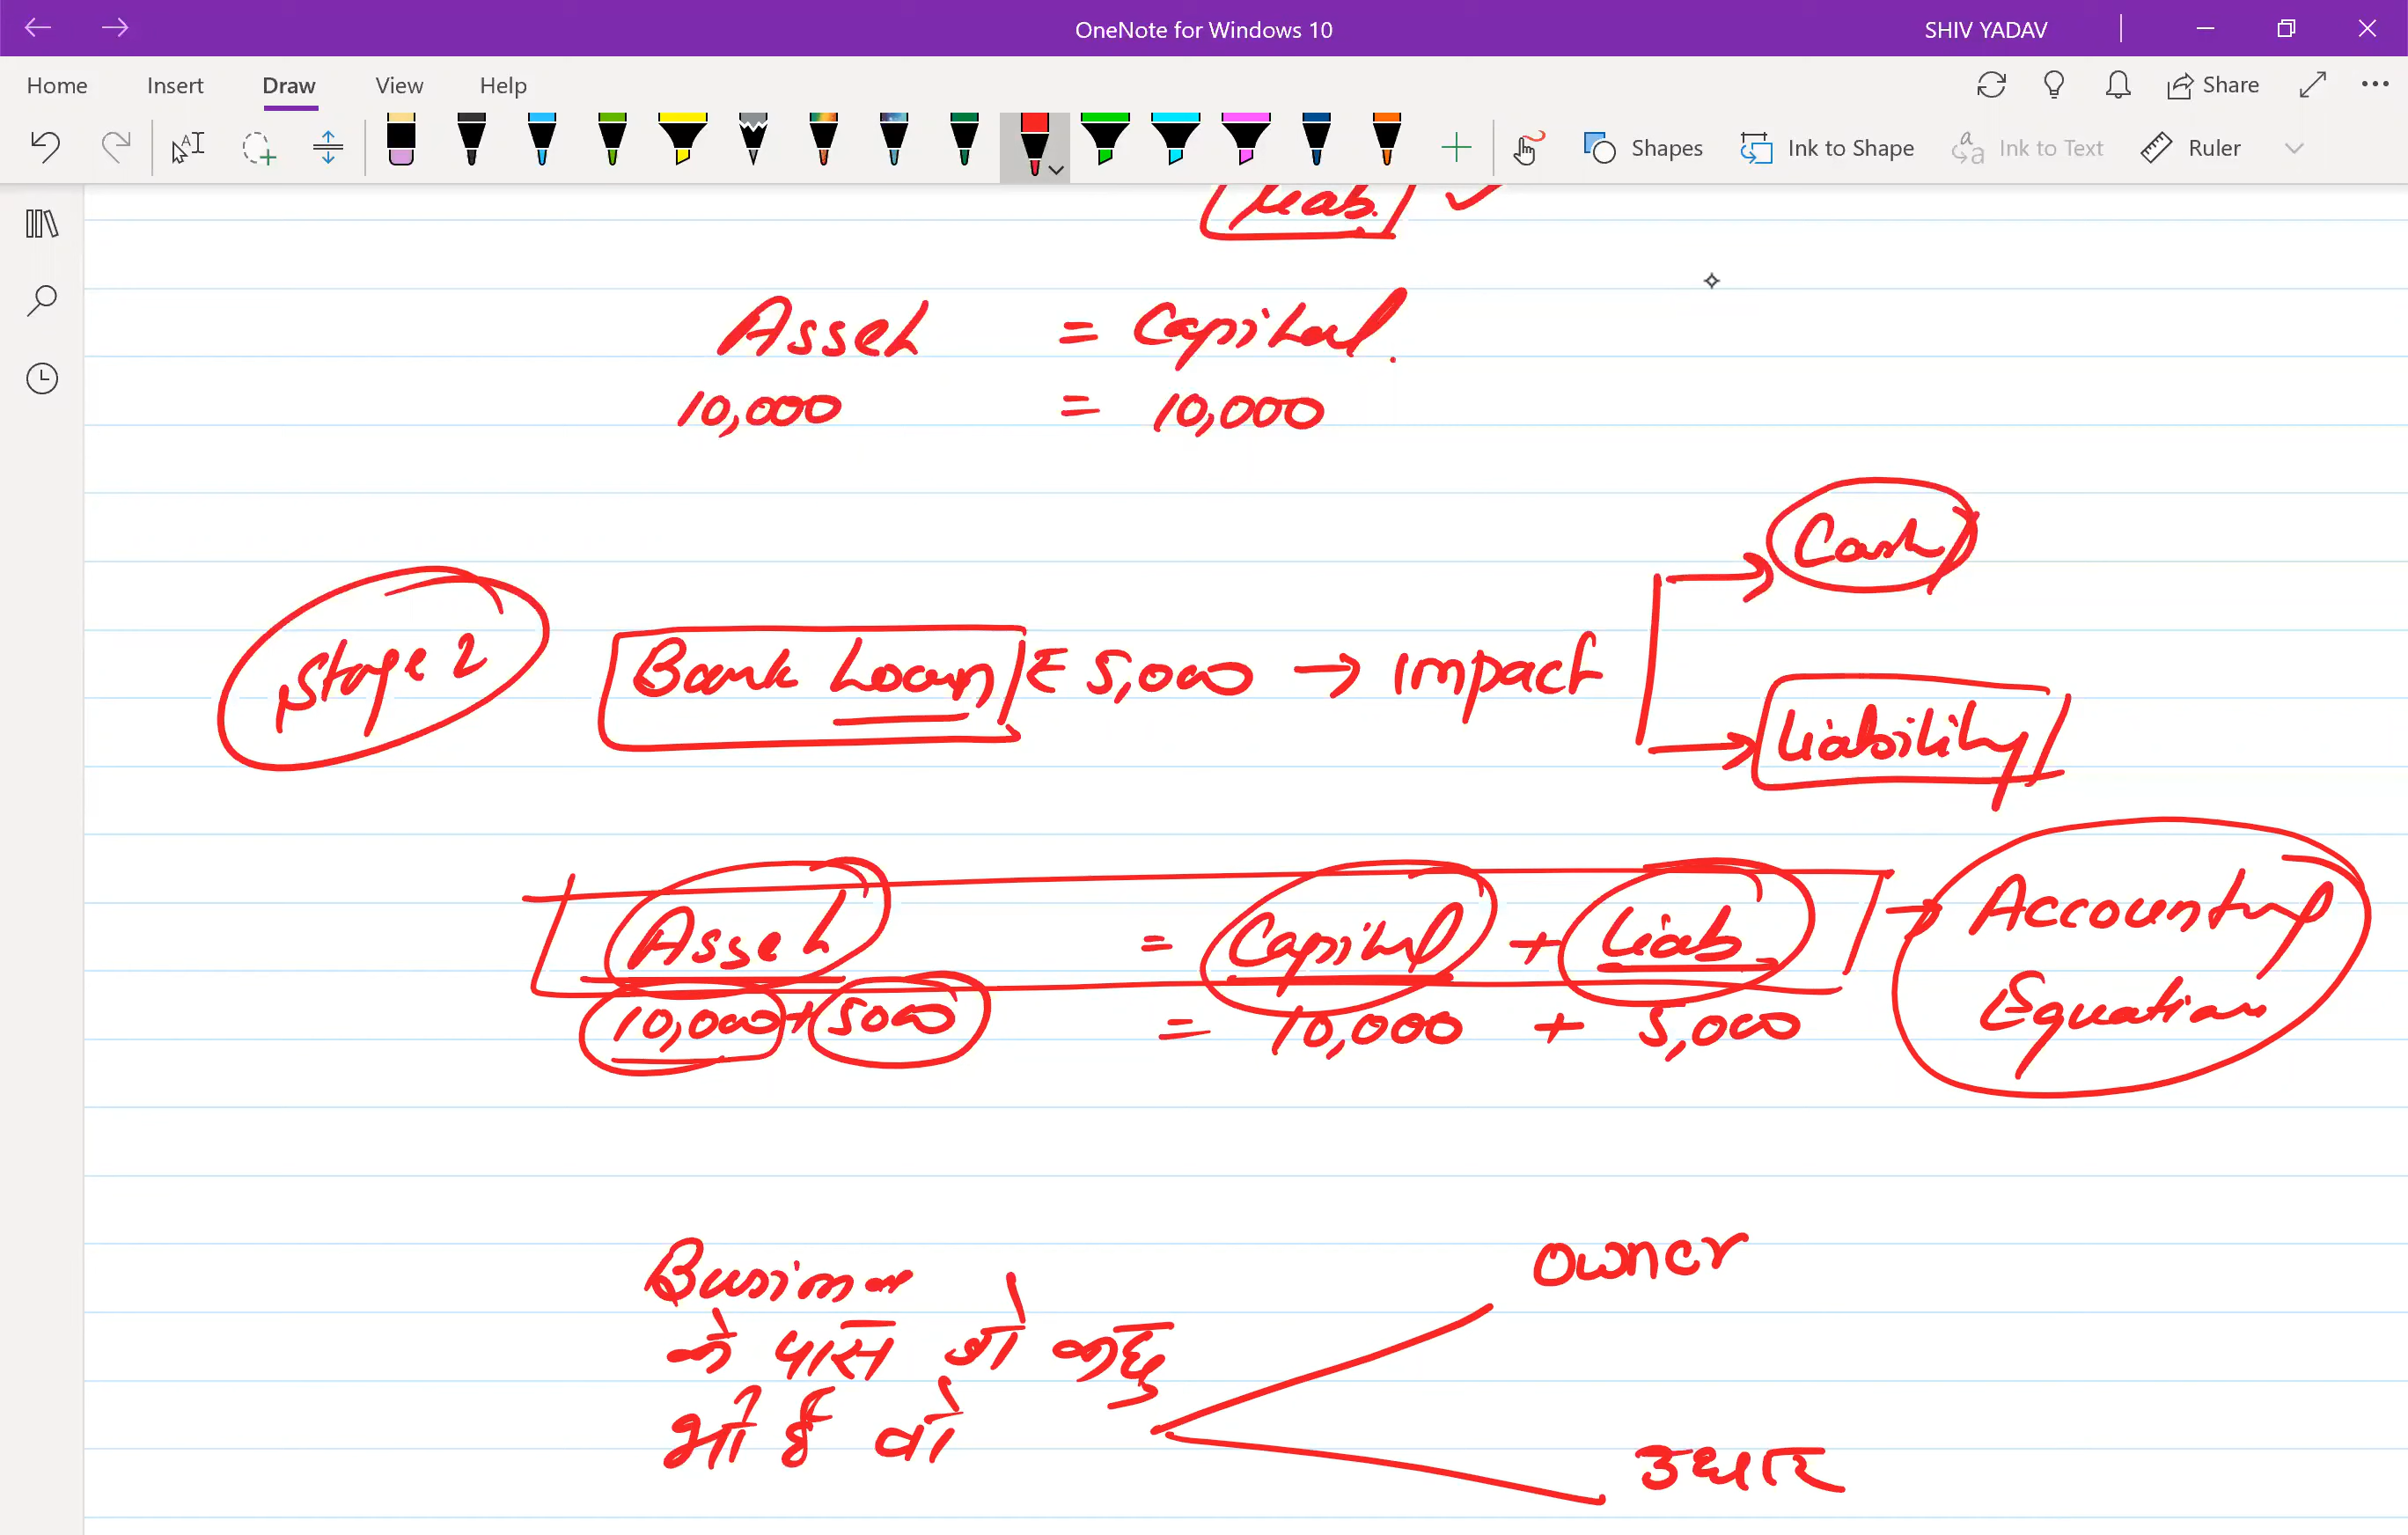 OneNote for Windows 10
SHIV YADAV
Home Insert Draw View Help
Share
Shapes Ink to Shape Ink to Text Ruler
Liab.
Asset = Capital.
10,000 = 10,000
Stage 2
Bank Loan ₹ 5,000 → Impact
Cash
Liability
Asset = Capital + Liab → Accounting
Equation
10,000 + 5000 = 10,000 + 5,000
Business
के पास जो कुछ
भी है वो
Owner
उधार